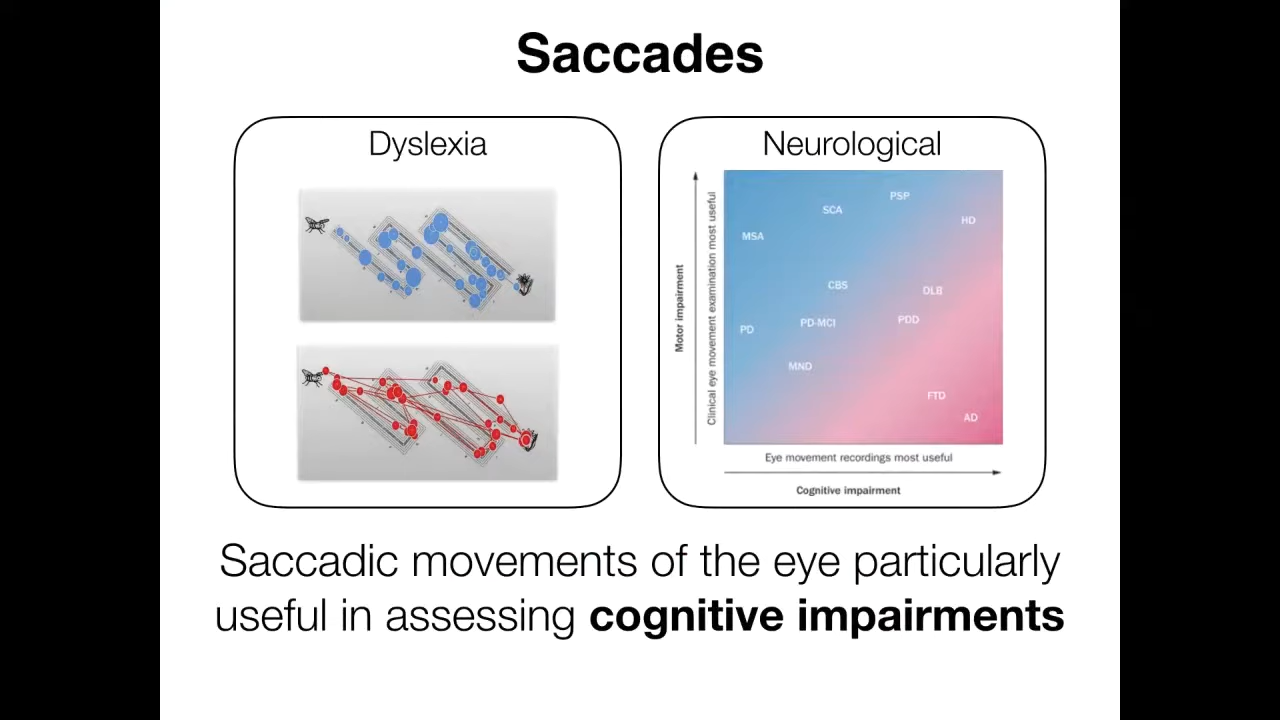 Saccades
Dyslexia
Neurological
Motor impairment
Clinical eye movement examination most useful
PSP
SCA
HD
MSA
CBS
DLB
PD-MCI
PDD
PD
MND
FTD
AD
Eye movement recordings most useful
Cognitive impairment
Saccadic movements of the eye particularly
useful in assessing cognitive impairments